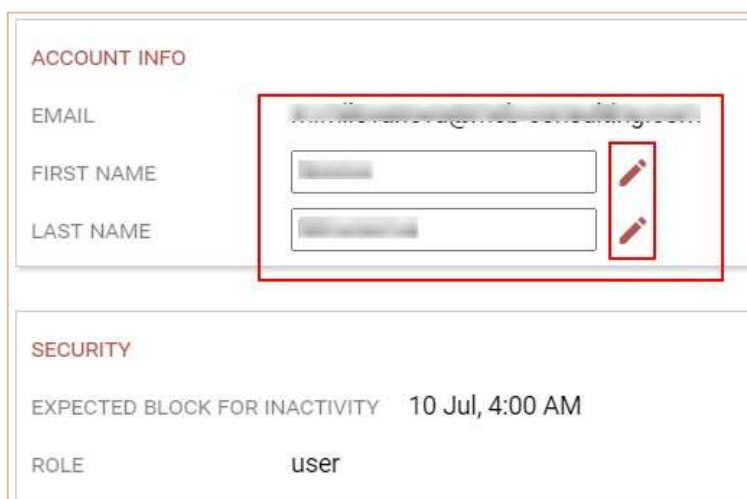 ACCOUNT INFO
EMAIL
FIRST NAME
LAST NAME
SECURITY
EXPECTED BLOCK FOR INACTIVITY 10 Jul, 4:00 AM
ROLE user